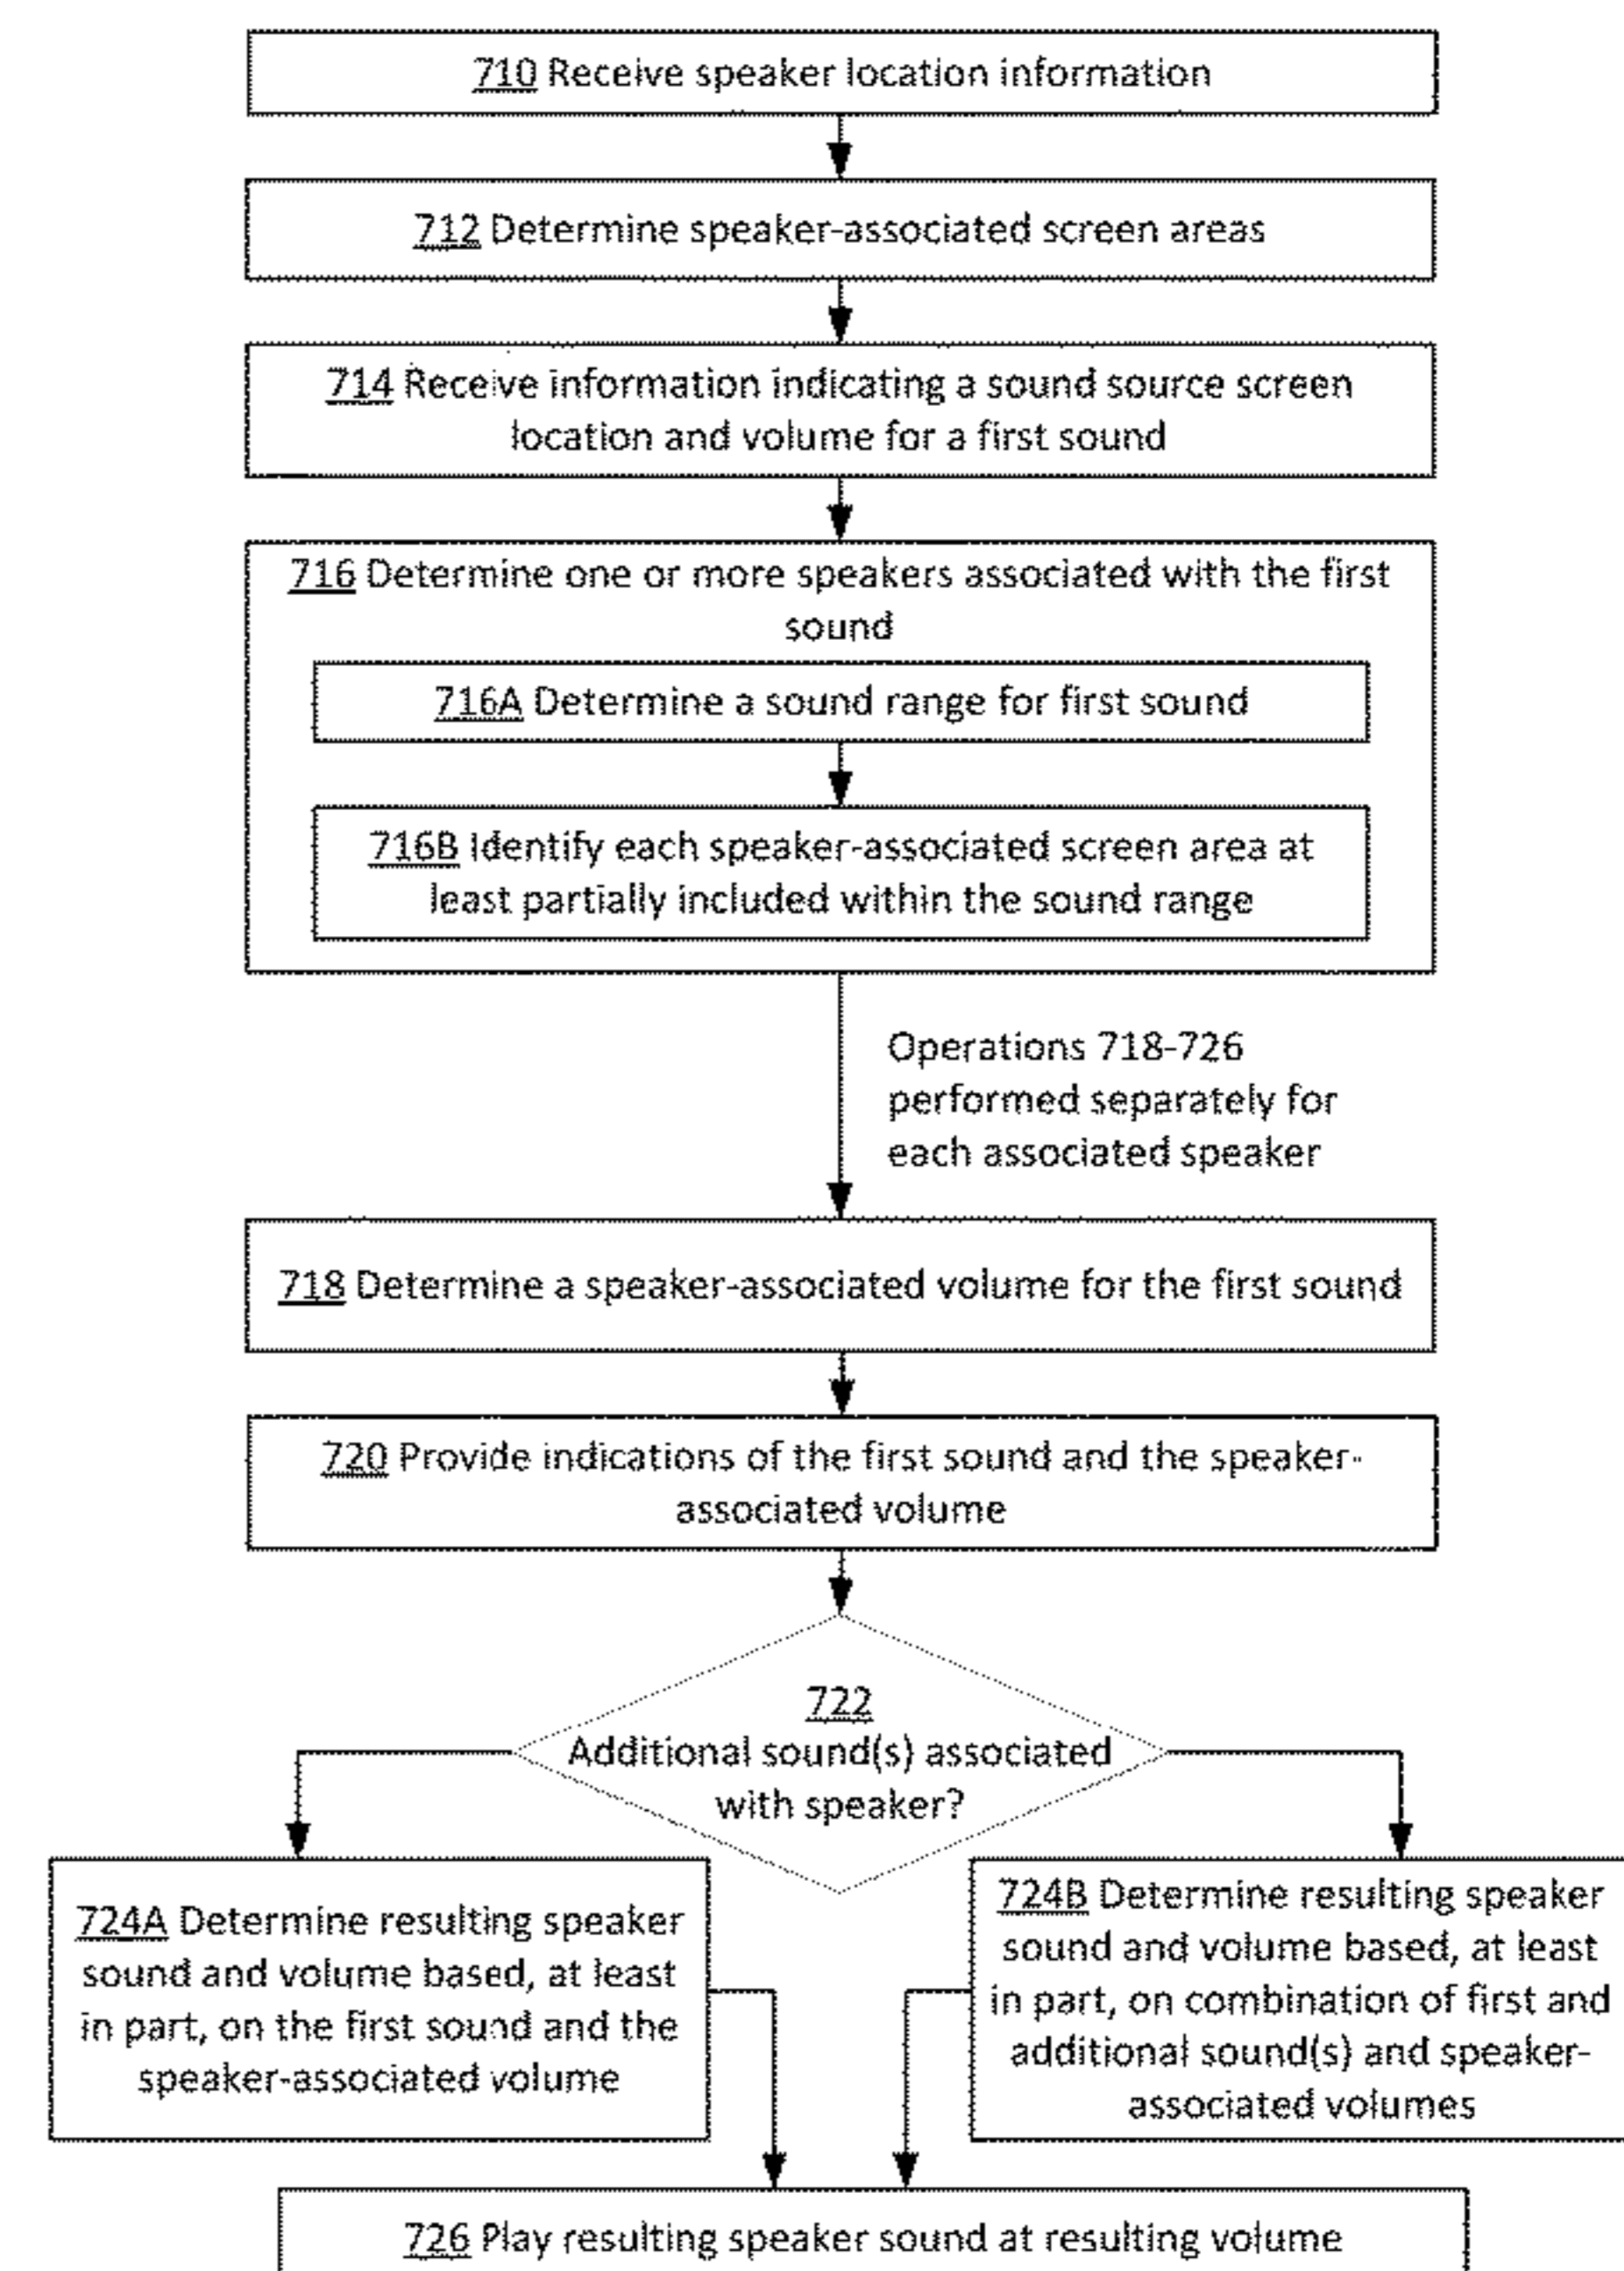 710 Receive speaker location information
712 Determine speaker-associated screen areas
714 Receive information indicating a sound source screen
location and volume for a first sound
716 Determine one or more speakers associated with the first
sound
716A Determine a sound range for first sound
716B Identify each speaker-associated screen area at
least partially included within the sound range
Operations 718-726
performed separately for
each associated speaker
718 Determine a speaker-associated volume for the first sound
720 Provide indications of the first sound and the speaker-
associated volume
722
Additional sound(s) associated
with speaker?
724A Determine resulting speaker
sound and volume based, at least
in part, on the first sound and the
speaker-associated volume
724B Determine resulting speaker
sound and volume based, at least
in part, on combination of first and
additional sound(s) and speaker-
associated volumes
726 Play resulting speaker sound at resulting volume